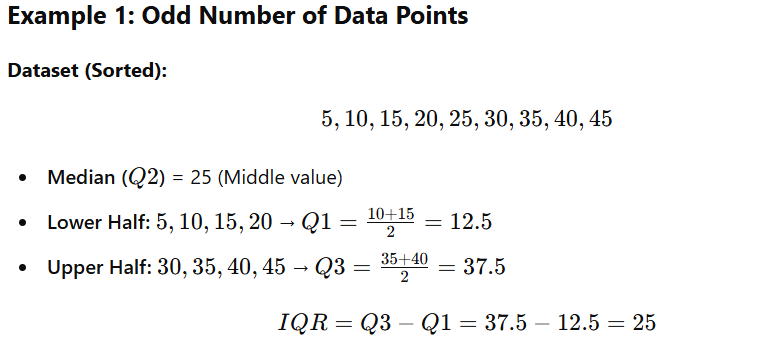 Example 1: Odd Number of Data Points
Dataset (Sorted):
5, 10, 15, 20, 25, 30, 35, 40, 45
• Median (Q2) = 25 (Middle value)
• Lower Half: 5, 10, 15, 20 → Q1 = \frac{10+15}{2} = 12.5
• Upper Half: 30, 35, 40, 45 → Q3 = \frac{35+40}{2} = 37.5
IQR = Q3 − Q1 = 37.5 − 12.5 = 25